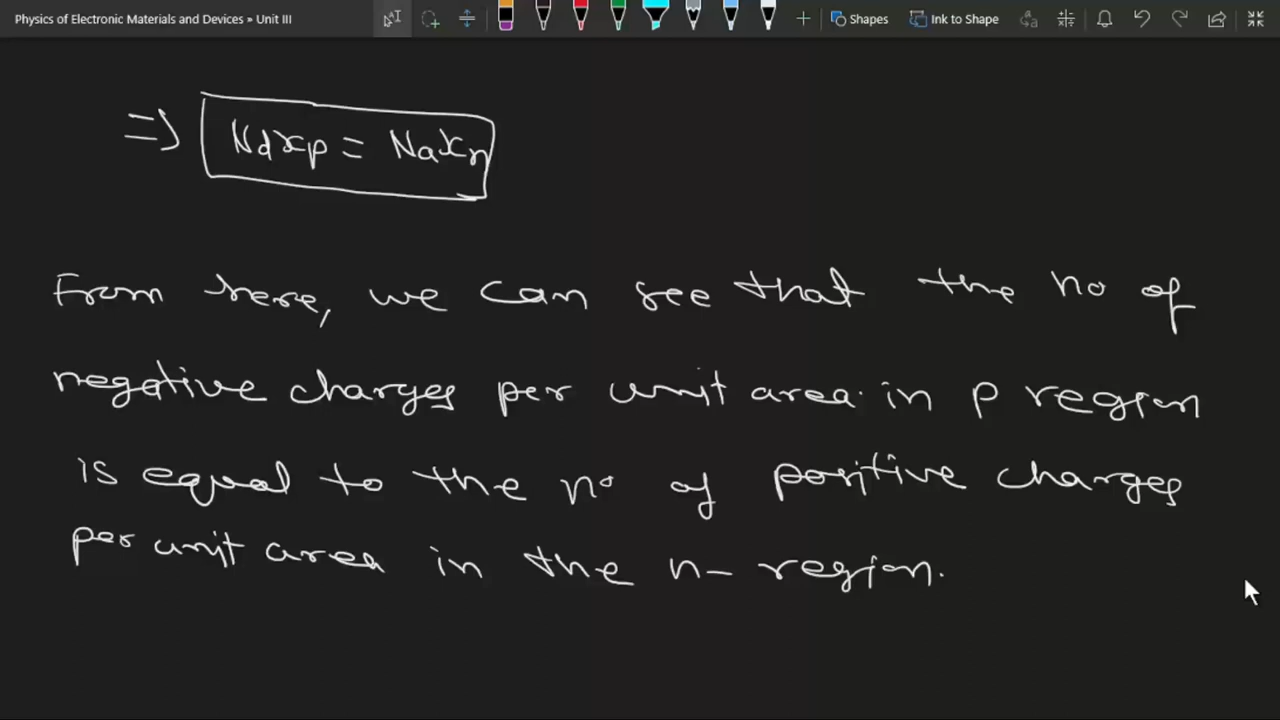 Physics of Electronic Materials and Devices » Unit III
Shapes
Ink to Shape
=> Ndxp = Naxn
From here, we can see that the no of
negative charges per unit area in p region
is equal to the no of positive charges
per unit area in the n- region.